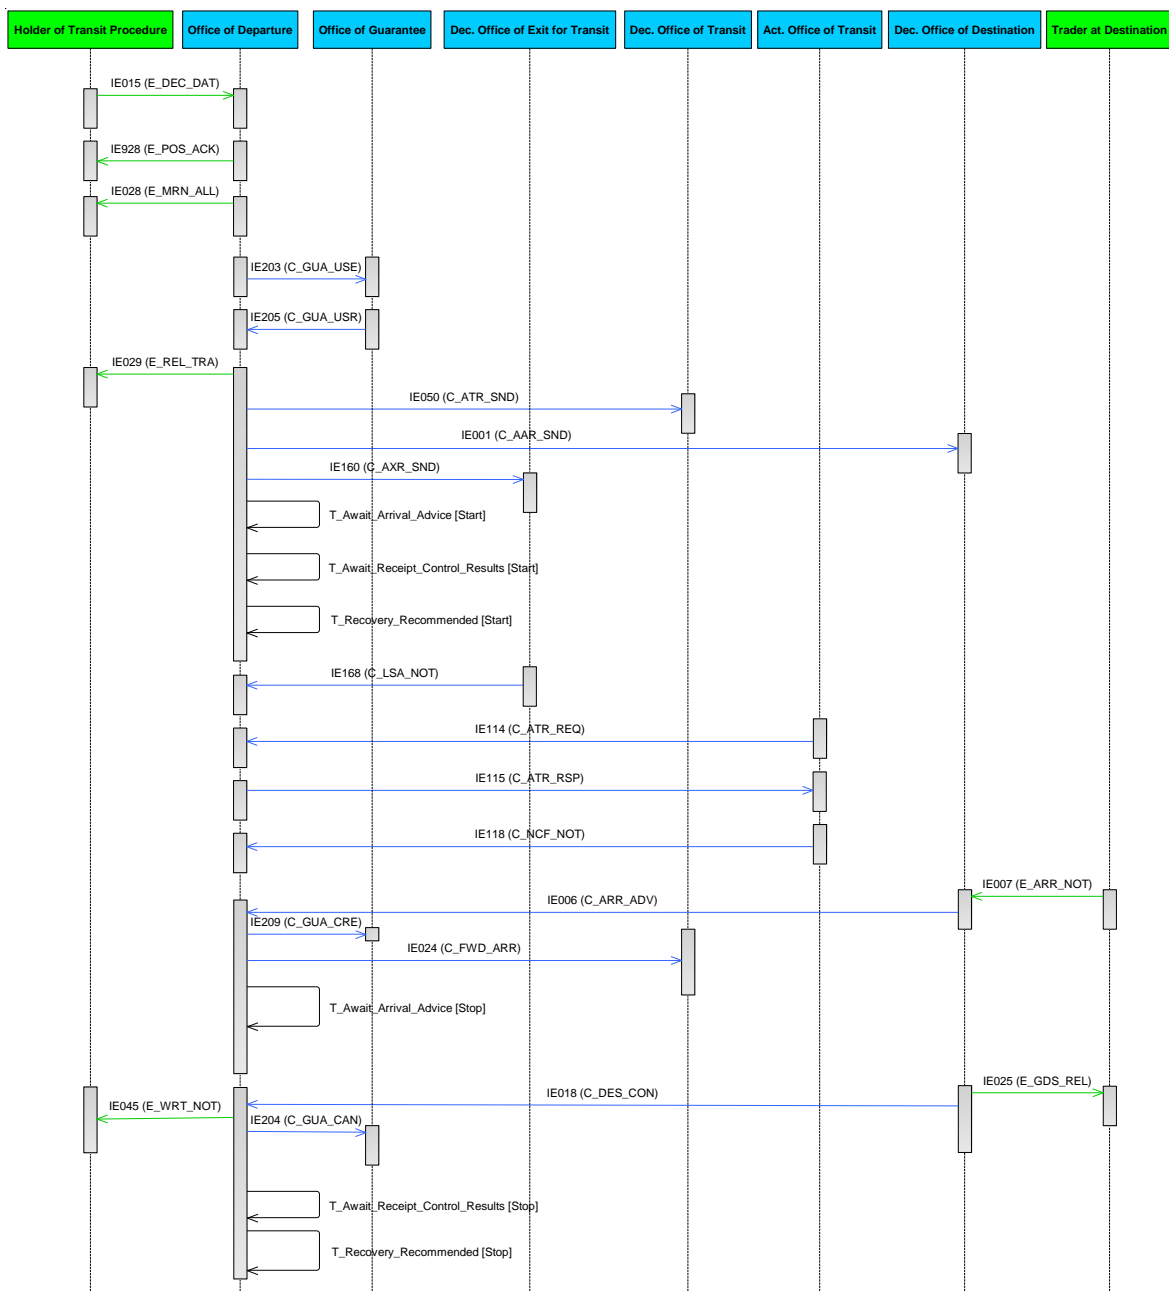 Holder of Transit Procedure
Office of Departure
Office of Guarantee
Dec. Office of Exit for Transit
Dec. Office of Transit
Act. Office of Transit
Dec. Office of Destination
Trader at Destination
IE015 (E_DEC_DAT)
IE928 (E_POS_ACK)
IE028 (E_MRN_ALL)
IE203 (C_GUA_USE)
IE205 (C_GUA_USR)
IE029 (E_REL_TRA)
IE050 (C_ATR_SND)
IE001 (C_AAR_SND)
IE160 (C_AXR_SND)
T_Await_Arrival_Advice [Start]
T_Await_Receipt_Control_Results [Start]
T_Recovery_Recommended [Start]
IE168 (C_LSA_NOT)
IE114 (C_ATR_REQ)
IE115 (C_ATR_RSP)
IE118 (C_NCF_NOT)
IE007 (E_ARR_NOT)
IE006 (C_ARR_ADV)
IE209 (C_GUA_CRE)
IE024 (C_FWD_ARR)
T_Await_Arrival_Advice [Stop]
IE025 (E_GDS_REL)
IE018 (C_DES_CON)
IE045 (E_WRT_NOT)
IE204 (C_GUA_CAN)
T_Await_Receipt_Control_Results [Stop]
T_Recovery_Recommended [Stop]